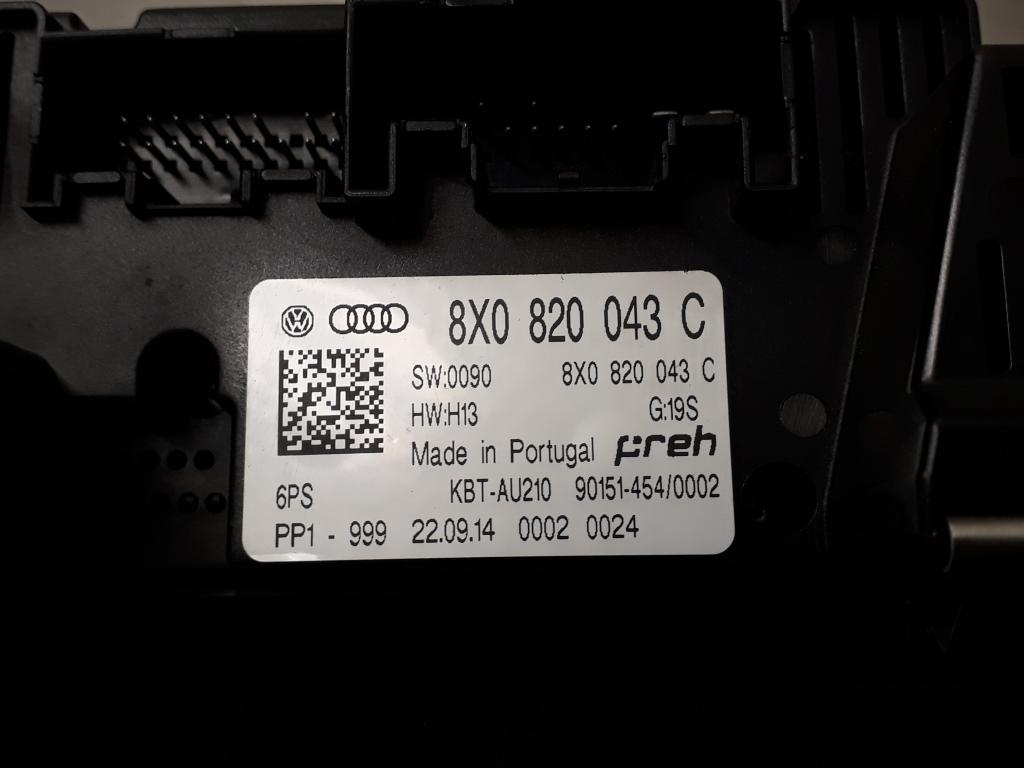 8X0 820 043 C
SW:0090 8X0 820 043 C
HW:H13 G:19S
Made in Portugal preh
6PS KBT-AU210 90151-454/0002
PP1 - 999 22.09.14 0002 0024